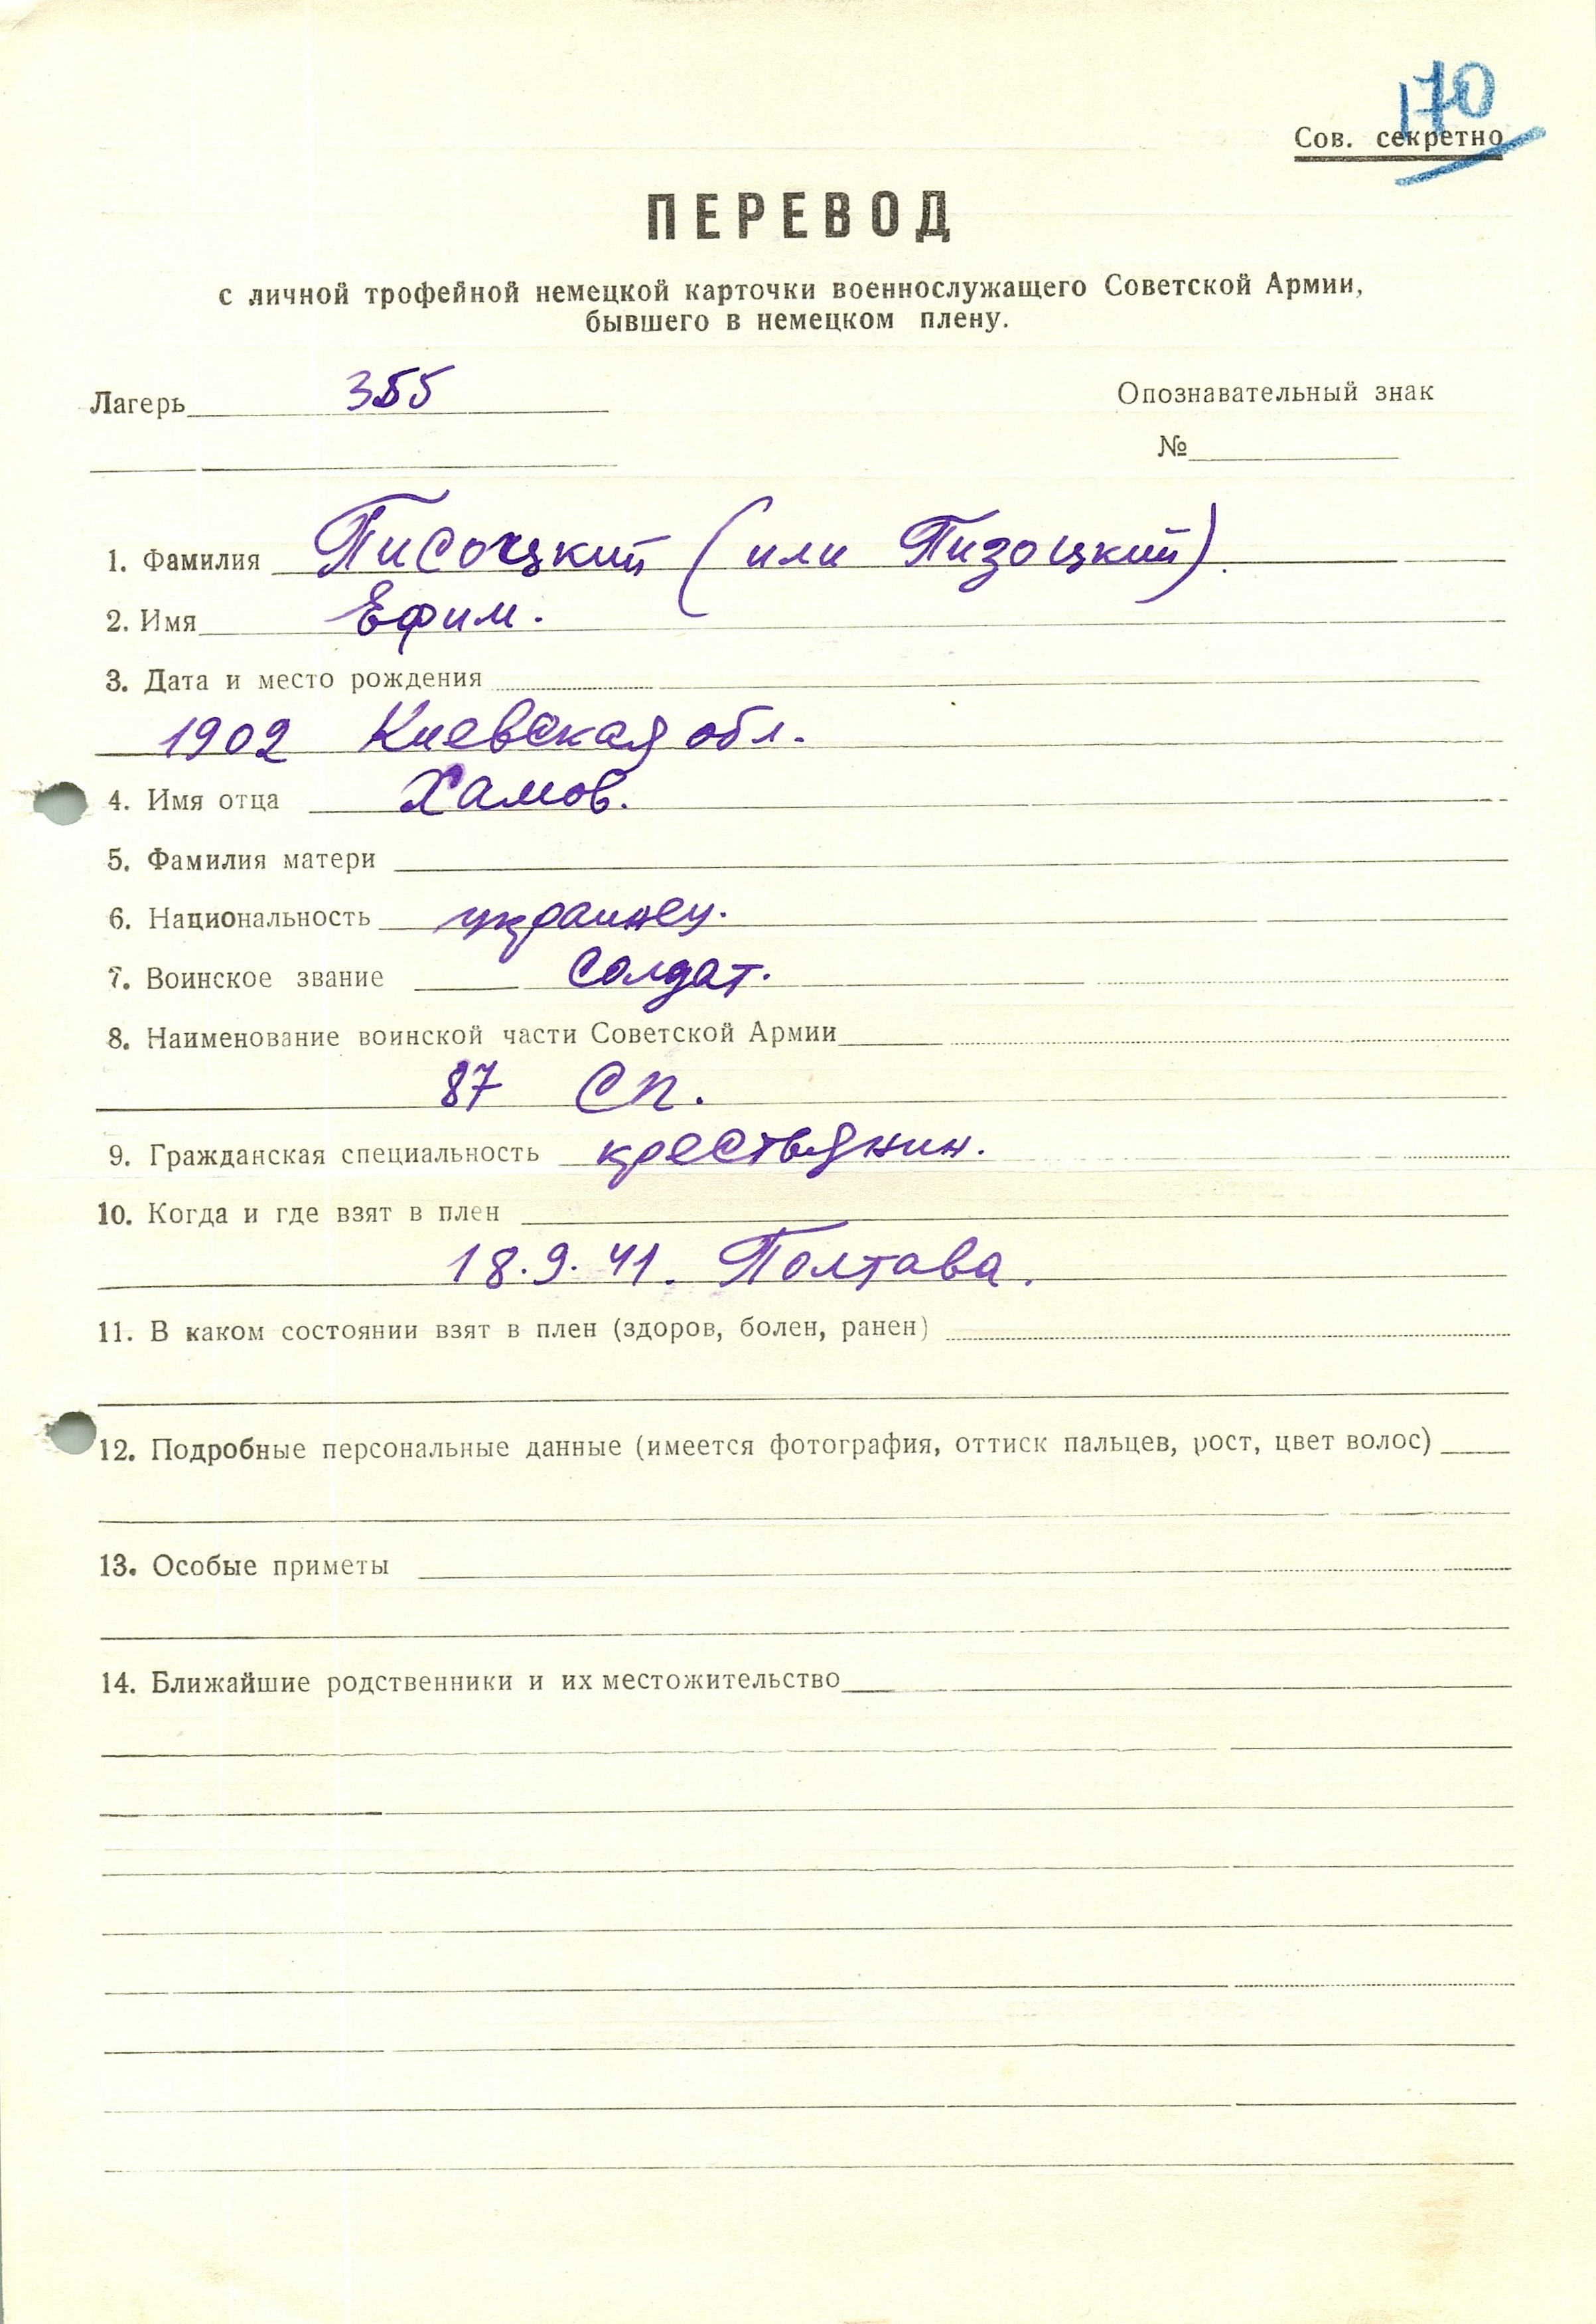 170
Сов. секретно
ПЕРЕВОД
с личной трофейной немецкой карточки военнослужащего Советской Армии,
бывшего в немецком плену.
Лагерь 355
Опознавательный знак
№
1. Фамилия Писоцкий (или Пизоцкий).
2. Имя Ефим.
3. Дата и место рождения
1902 Киевская обл.
4. Имя отца Хамов.
5. Фамилия матери
6. Национальность украинец.
7. Воинское звание солдат.
8. Наименование воинской части Советской Армии
87 СП.
9. Гражданская специальность крестьянин.
10. Когда и где взят в плен
18.9.41. Полтава.
11. В каком состоянии взят в плен (здоров, болен, ранен)
12. Подробные персональные данные (имеется фотография, оттиск пальцев, рост, цвет волос)
13. Особые приметы
14. Ближайшие родственники и их местожительство